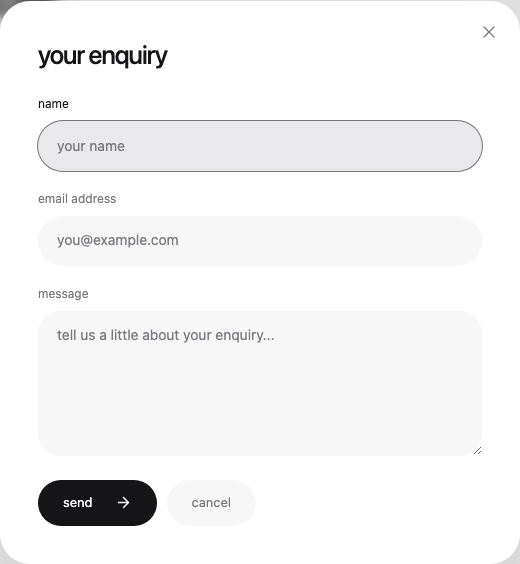 your enquiry
name
your name
email address
you@example.com
message
tell us a little about your enquiry...
send
cancel